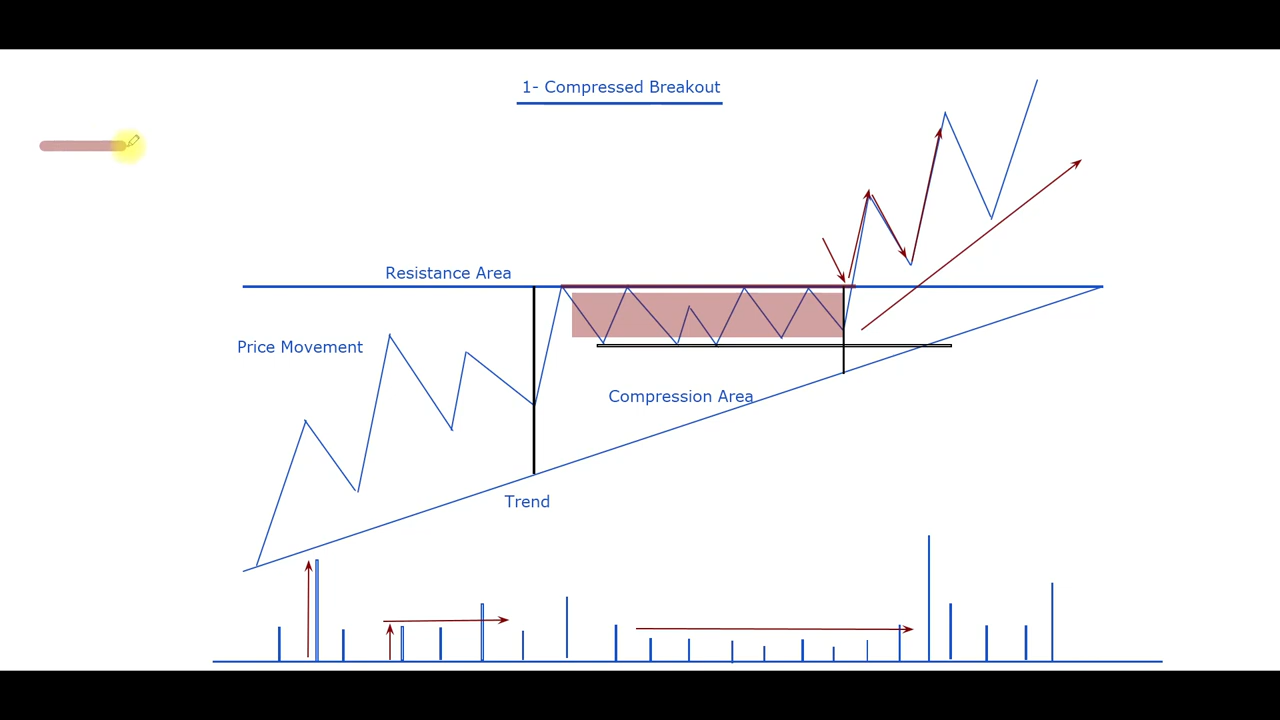 1- Compressed Breakout
Resistance Area
Price Movement
Compression Area
Trend